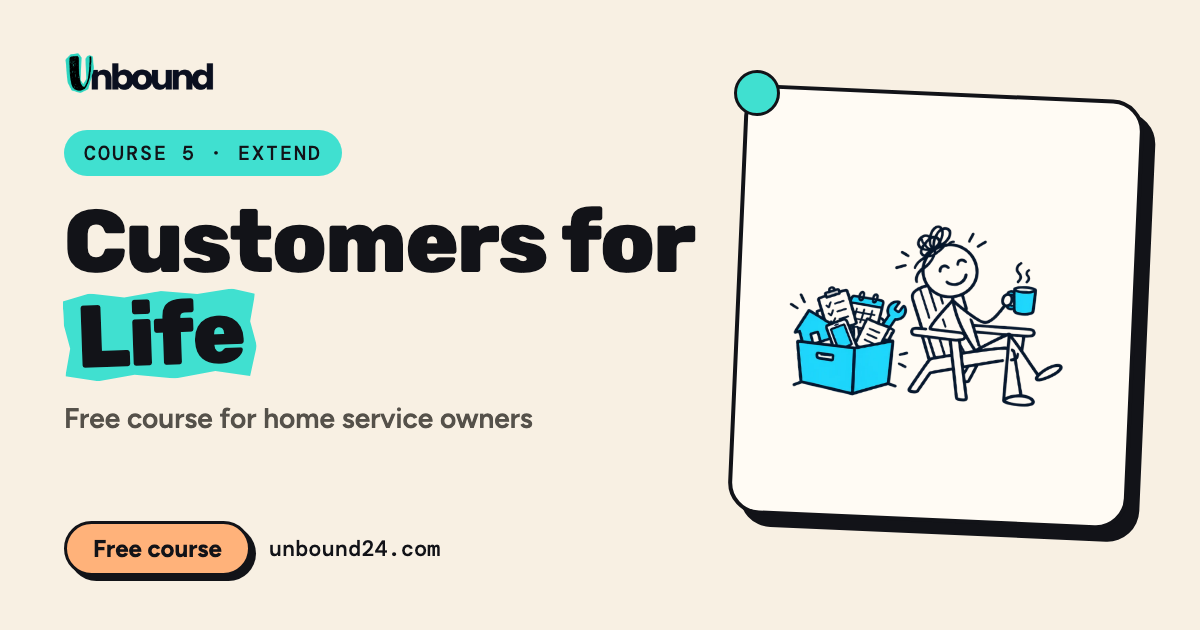 Unbound
COURSE 5 · EXTEND
Customers for
Life
Free course for home service owners
Free course
unbound24.com